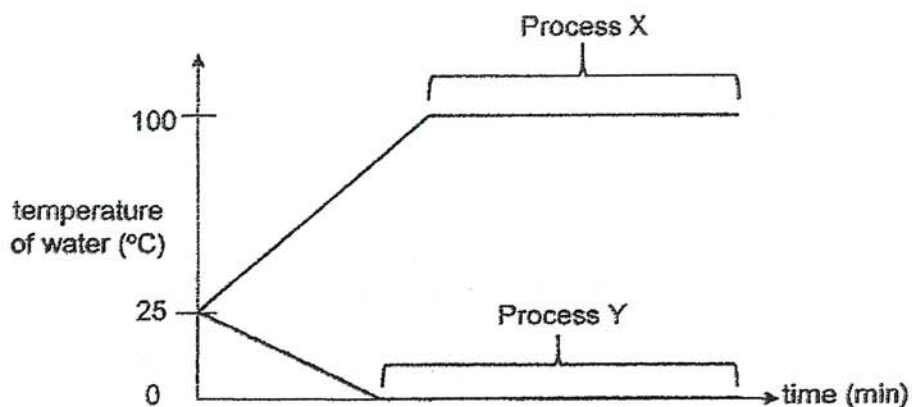 Process X
100
temperature
of water (°C)
25
Process Y
0
time (min)